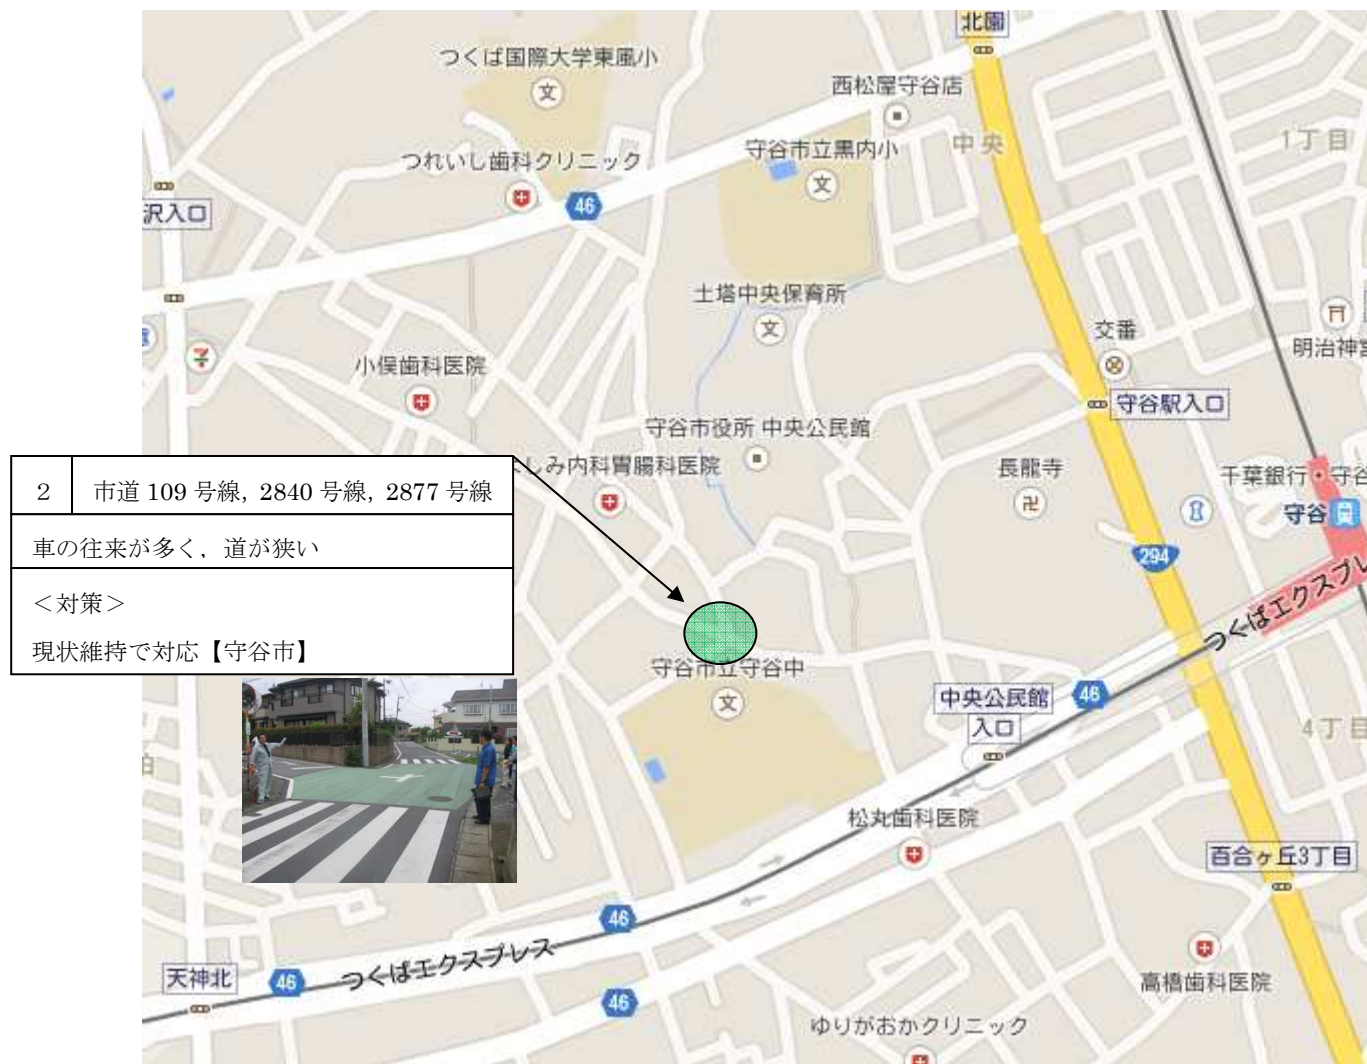 北園
つくば国際大学東風小
西松屋守谷店
守谷市立黒内小
中央
1丁目
つれいし歯科クリニック
46
沢入口
土塔中央保育所
交番
明治神宮
小俣歯科医院
守谷駅入口
守谷市役所 中央公民館
よしみ内科胃腸科医院
長龍寺
千葉銀行・守谷
守谷
2 市道 109 号線, 2840 号線, 2877 号線
車の往来が多く，道が狭い
＜対策＞
現状維持で対応【守谷市】
294
つくばエクスプレ
守谷市立守谷中
中央公民館
入口
46
4丁目
松丸歯科医院
百合ヶ丘3丁目
46
つくばエクスプレス
天神北
46
46
高橋歯科医院
ゆりがおかクリニック